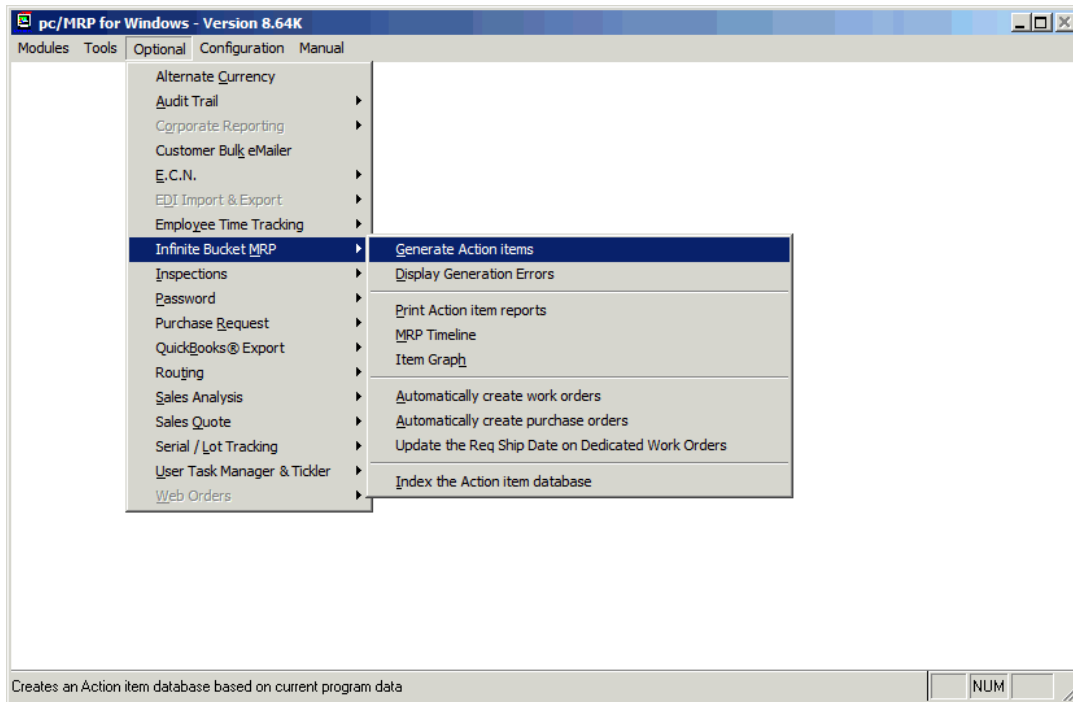 pc/MRP for Windows - Version 8.64K
Modules Tools Optional Configuration Manual
Alternate Currency
Audit Trail
Corporate Reporting
Customer Bulk eMailer
E.C.N.
EDI Import & Export
Employee Time Tracking
Infinite Bucket MRP
Inspections
Password
Purchase Request
QuickBooks® Export
Routing
Sales Analysis
Sales Quote
Serial / Lot Tracking
User Task Manager & Tickler
Web Orders
Generate Action items
Display Generation Errors
Print Action item reports
MRP Timeline
Item Graph
Automatically create work orders
Automatically create purchase orders
Update the Req Ship Date on Dedicated Work Orders
Index the Action item database
Creates an Action item database based on current program data
NUM